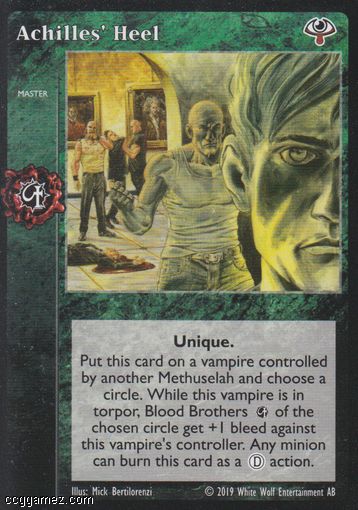 Achilles' Heel
MASTER
Unique.
Put this card on a vampire controlled
by another Methuselah and choose a
circle. While this vampire is in
torpor, Blood Brothers of the
chosen circle get +1 bleed against
this vampire's controller. Any minion
can burn this card as a D action.
Illus: Mick Bertilorenzi © 2019 White Wolf Entertainment AB
ccgygamez.com